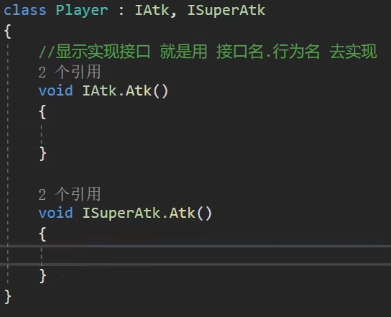 class Player : IAtk, ISuperAtk
{
//显示实现接口 就是用 接口名.行为名 去实现
2 个引用
void IAtk.Atk()
{
}
2 个引用
void ISuperAtk.Atk()
{
}
}